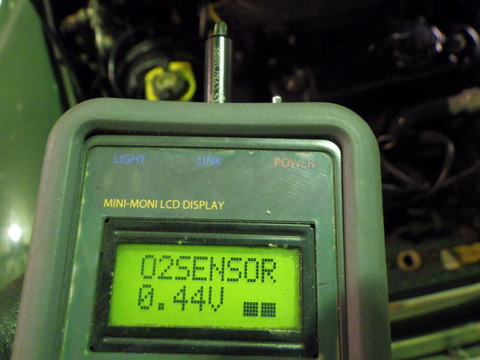 LIGHT LINK POWER
MINI-MONI LCD DISPLAY
O2SENSOR
0.44V